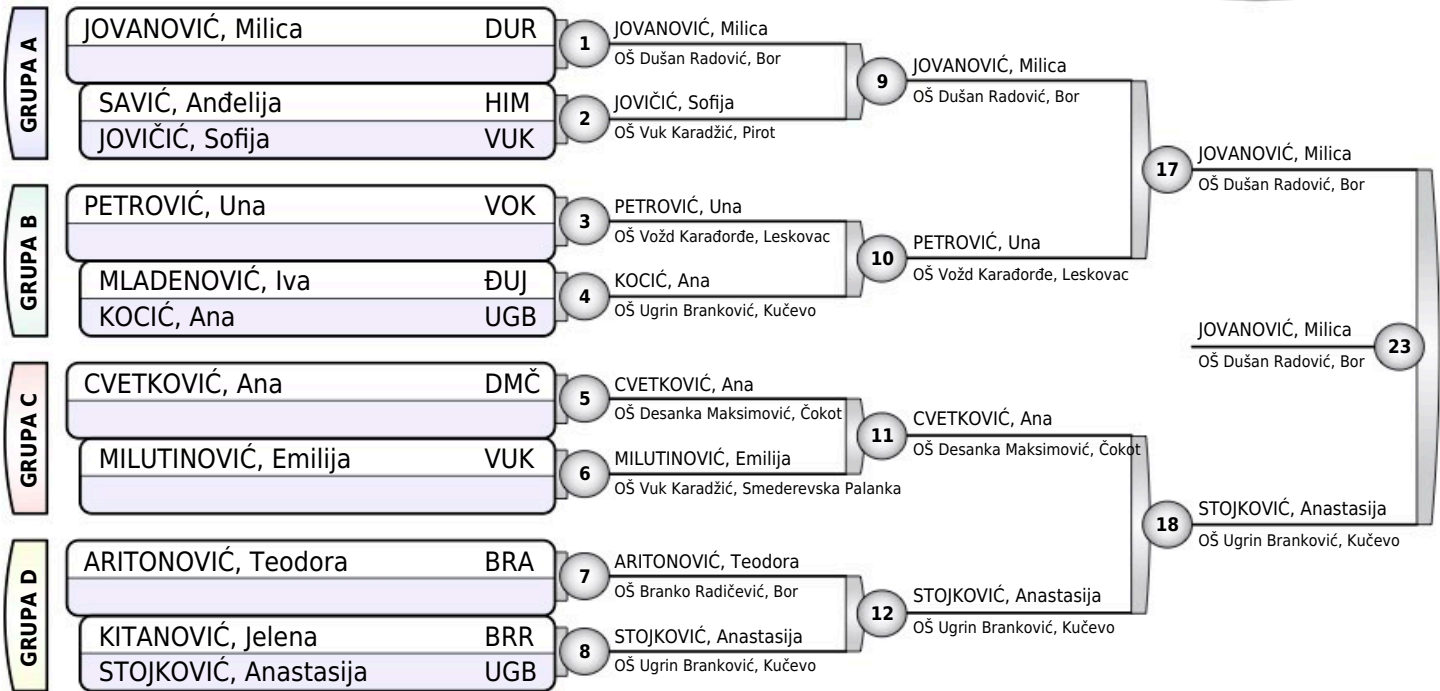 GRUPA A
JOVANOVIĆ, Milica DUR
SAVIĆ, Anđelija HIM
JOVIČIĆ, Sofija VUK
GRUPA B
PETROVIĆ, Una VOK
MLADENOVIĆ, Iva ĐUJ
KOCIĆ, Ana UGB
GRUPA C
CVETKOVIĆ, Ana DMČ
MILUTINOVIĆ, Emilija VUK
GRUPA D
ARITONOVIĆ, Teodora BRA
KITANOVIĆ, Jelena BRR
STOJKOVIĆ, Anastasija UGB
1
JOVANOVIĆ, Milica
OŠ Dušan Radović, Bor
2
JOVIČIĆ, Sofija
OŠ Vuk Karadžić, Pirot
3
PETROVIĆ, Una
OŠ Vožd Karađorđe, Leskovac
4
KOCIĆ, Ana
OŠ Ugrin Branković, Kučevo
5
CVETKOVIĆ, Ana
OŠ Desanka Maksimović, Čokot
6
MILUTINOVIĆ, Emilija
OŠ Vuk Karadžić, Smederevska Palanka
7
ARITONOVIĆ, Teodora
OŠ Branko Radičević, Bor
8
STOJKOVIĆ, Anastasija
OŠ Ugrin Branković, Kučevo
9
JOVANOVIĆ, Milica
OŠ Dušan Radović, Bor
10
PETROVIĆ, Una
OŠ Vožd Karađorđe, Leskovac
11
CVETKOVIĆ, Ana
OŠ Desanka Maksimović, Čokot
12
STOJKOVIĆ, Anastasija
OŠ Ugrin Branković, Kučevo
17
JOVANOVIĆ, Milica
OŠ Dušan Radović, Bor
18
STOJKOVIĆ, Anastasija
OŠ Ugrin Branković, Kučevo
JOVANOVIĆ, Milica
OŠ Dušan Radović, Bor
23